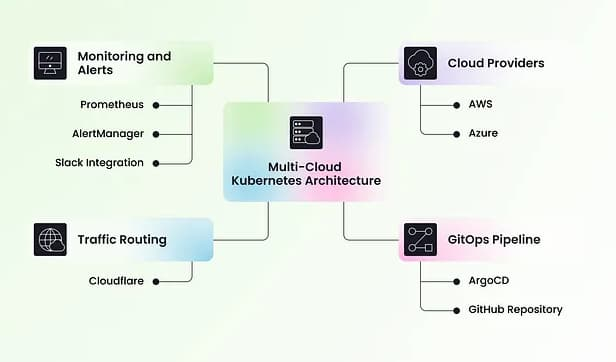 Monitoring and
Alerts
Prometheus
AlertManager
Slack Integration
Cloud Providers
AWS
Azure
Multi-Cloud
Kubernetes Architecture
Traffic Routing
Cloudflare
GitOps Pipeline
ArgoCD
GitHub Repository